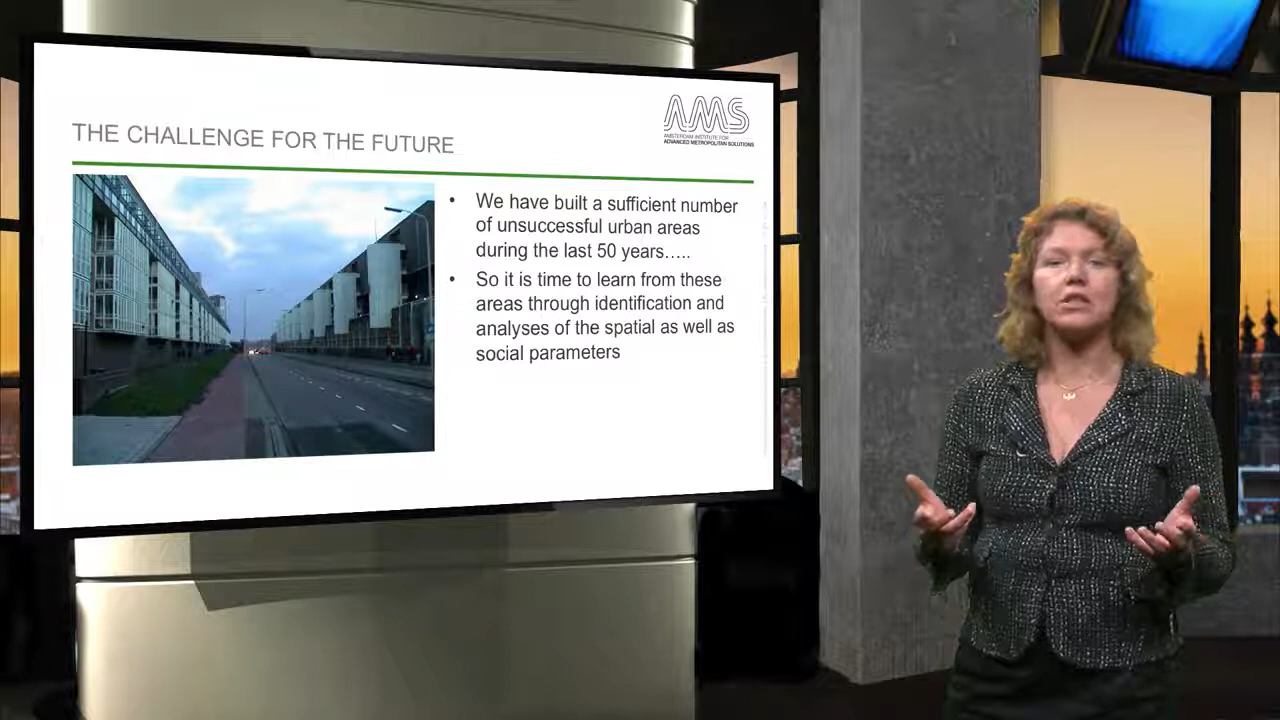 AMS
AMSTERDAM INSTITUTE FOR
ADVANCED METROPOLITAN SOLUTIONS
THE CHALLENGE FOR THE FUTURE
• We have built a sufficient number
of unsuccessful urban areas
during the last 50 years…..
• So it is time to learn from these
areas through identification and
analyses of the spatial as well as
social parameters